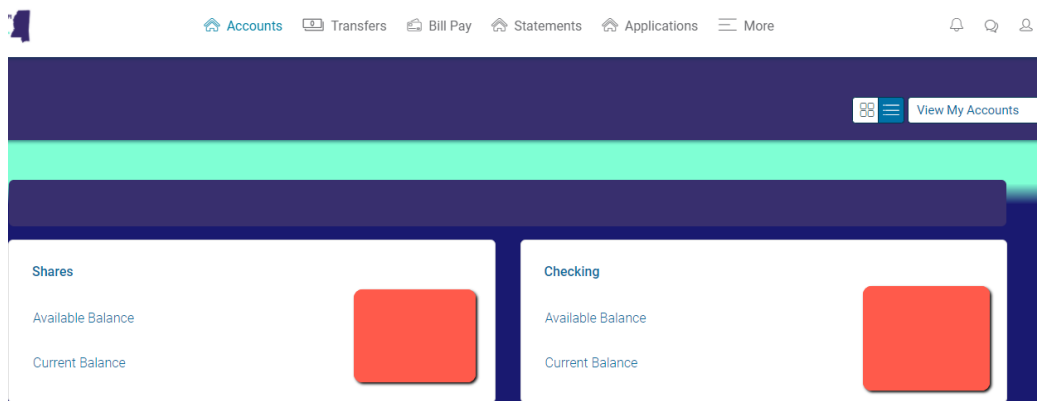 Accounts Transfers Bill Pay Statements Applications More
View My Accounts
Shares
Available Balance
Current Balance
Checking
Available Balance
Current Balance